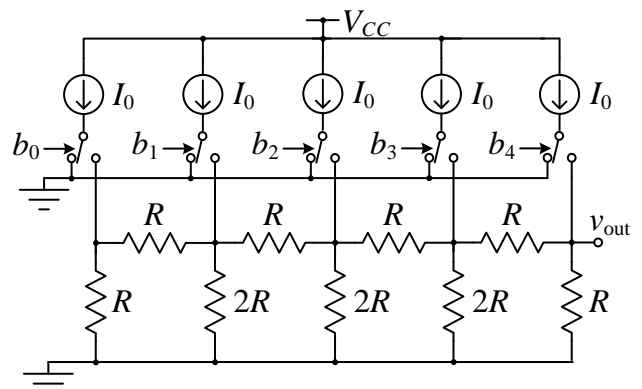 V_CC
I_0 I_0 I_0 I_0 I_0
b_0 b_1 b_2 b_3 b_4
R R R R v_out
R 2R 2R 2R R